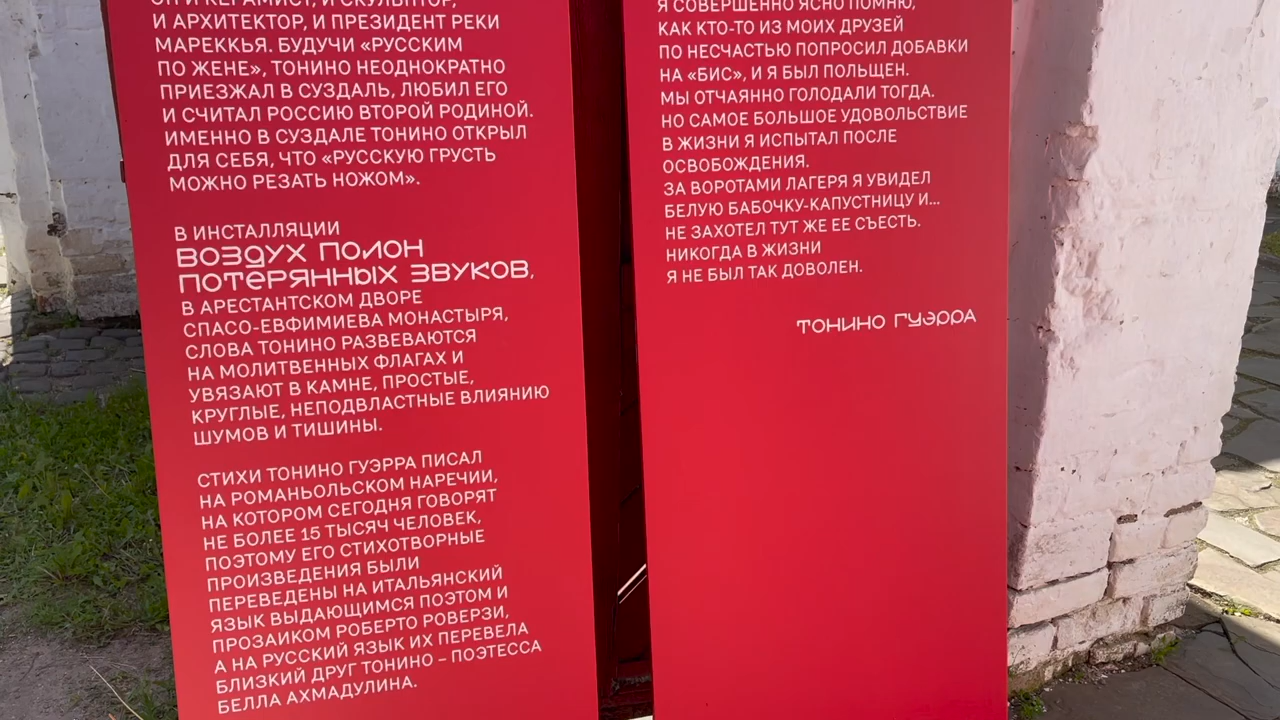 ОН И КЕРАМИСТ, И СКУЛЬПТОР,
И АРХИТЕКТОР, И ПРЕЗИДЕНТ РЕКИ
МАРЕККЬЯ. БУДУЧИ «РУССКИМ
ПО ЖЕНЕ», ТОНИНО НЕОДНОКРАТНО
ПРИЕЗЖАЛ В СУЗДАЛЬ, ЛЮБИЛ ЕГО
И СЧИТАЛ РОССИЮ ВТОРОЙ РОДИНОЙ.
ИМЕННО В СУЗДАЛЕ ТОНИНО ОТКРЫЛ
ДЛЯ СЕБЯ, ЧТО «РУССКУЮ ГРУСТЬ
МОЖНО РЕЗАТЬ НОЖОМ».
В ИНСТАЛЛЯЦИИ
ВОЗДУХ ПОЛОН
ПОТЕРЯННЫХ ЗВУКОВ,
В АРЕСТАНТСКОМ ДВОРЕ
СПАСО-ЕВФИМИЕВА МОНАСТЫРЯ,
СЛОВА ТОНИНО РАЗВЕВАЮТСЯ
НА МОЛИТВЕННЫХ ФЛАГАХ И
УВЯЗАЮТ В КАМНЕ, ПРОСТЫЕ,
КРУГЛЫЕ, НЕПОДВЛАСТНЫЕ ВЛИЯНИЮ
ШУМОВ И ТИШИНЫ.
СТИХИ ТОНИНО ГУЭРРА ПИСАЛ
НА РОМАНЬОЛЬСКОМ НАРЕЧИИ,
НА КОТОРОМ СЕГОДНЯ ГОВОРЯТ
НЕ БОЛЕЕ 15 ТЫСЯЧ ЧЕЛОВЕК,
ПОЭТОМУ ЕГО СТИХОТВОРНЫЕ
ПРОИЗВЕДЕНИЯ БЫЛИ
ПЕРЕВЕДЕНЫ НА ИТАЛЬЯНСКИЙ
ЯЗЫК ВЫДАЮЩИМСЯ ПОЭТОМ И
ПРОЗАИКОМ РОБЕРТО РОВЕРЗИ,
А НА РУССКИЙ ЯЗЫК ИХ ПЕРЕВЕЛА
БЛИЗКИЙ ДРУГ ТОНИНО – ПОЭТЕССА
БЕЛЛА АХМАДУЛИНА.
Я СОВЕРШЕННО ЯСНО ПОМНЮ,
КАК КТО-ТО ИЗ МОИХ ДРУЗЕЙ
ПО НЕСЧАСТЬЮ ПОПРОСИЛ ДОБАВКИ
НА «БИС», И Я БЫЛ ПОЛЬЩЕН.
МЫ ОТЧАЯННО ГОЛОДАЛИ ТОГДА.
НО САМОЕ БОЛЬШОЕ УДОВОЛЬСТВИЕ
В ЖИЗНИ Я ИСПЫТАЛ ПОСЛЕ
ОСВОБОЖДЕНИЯ.
ЗА ВОРОТАМИ ЛАГЕРЯ Я УВИДЕЛ
БЕЛУЮ БАБОЧКУ-КАПУСТНИЦУ И...
НЕ ЗАХОТЕЛ ТУТ ЖЕ ЕЕ СЪЕСТЬ.
НИКОГДА В ЖИЗНИ
Я НЕ БЫЛ ТАК ДОВОЛЕН.
ТОНИНО ГУЭРРА